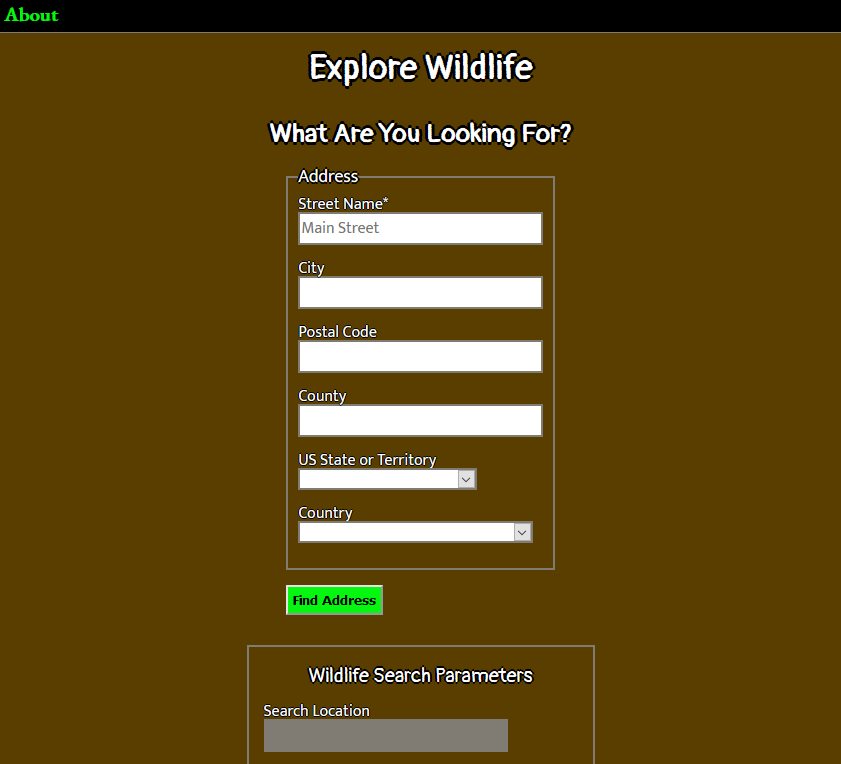 About
Explore Wildlife
What Are You Looking For?
Address
Street Name*
Main Street
City
Postal Code
County
US State or Territory
Country
Find Address
Wildlife Search Parameters
Search Location